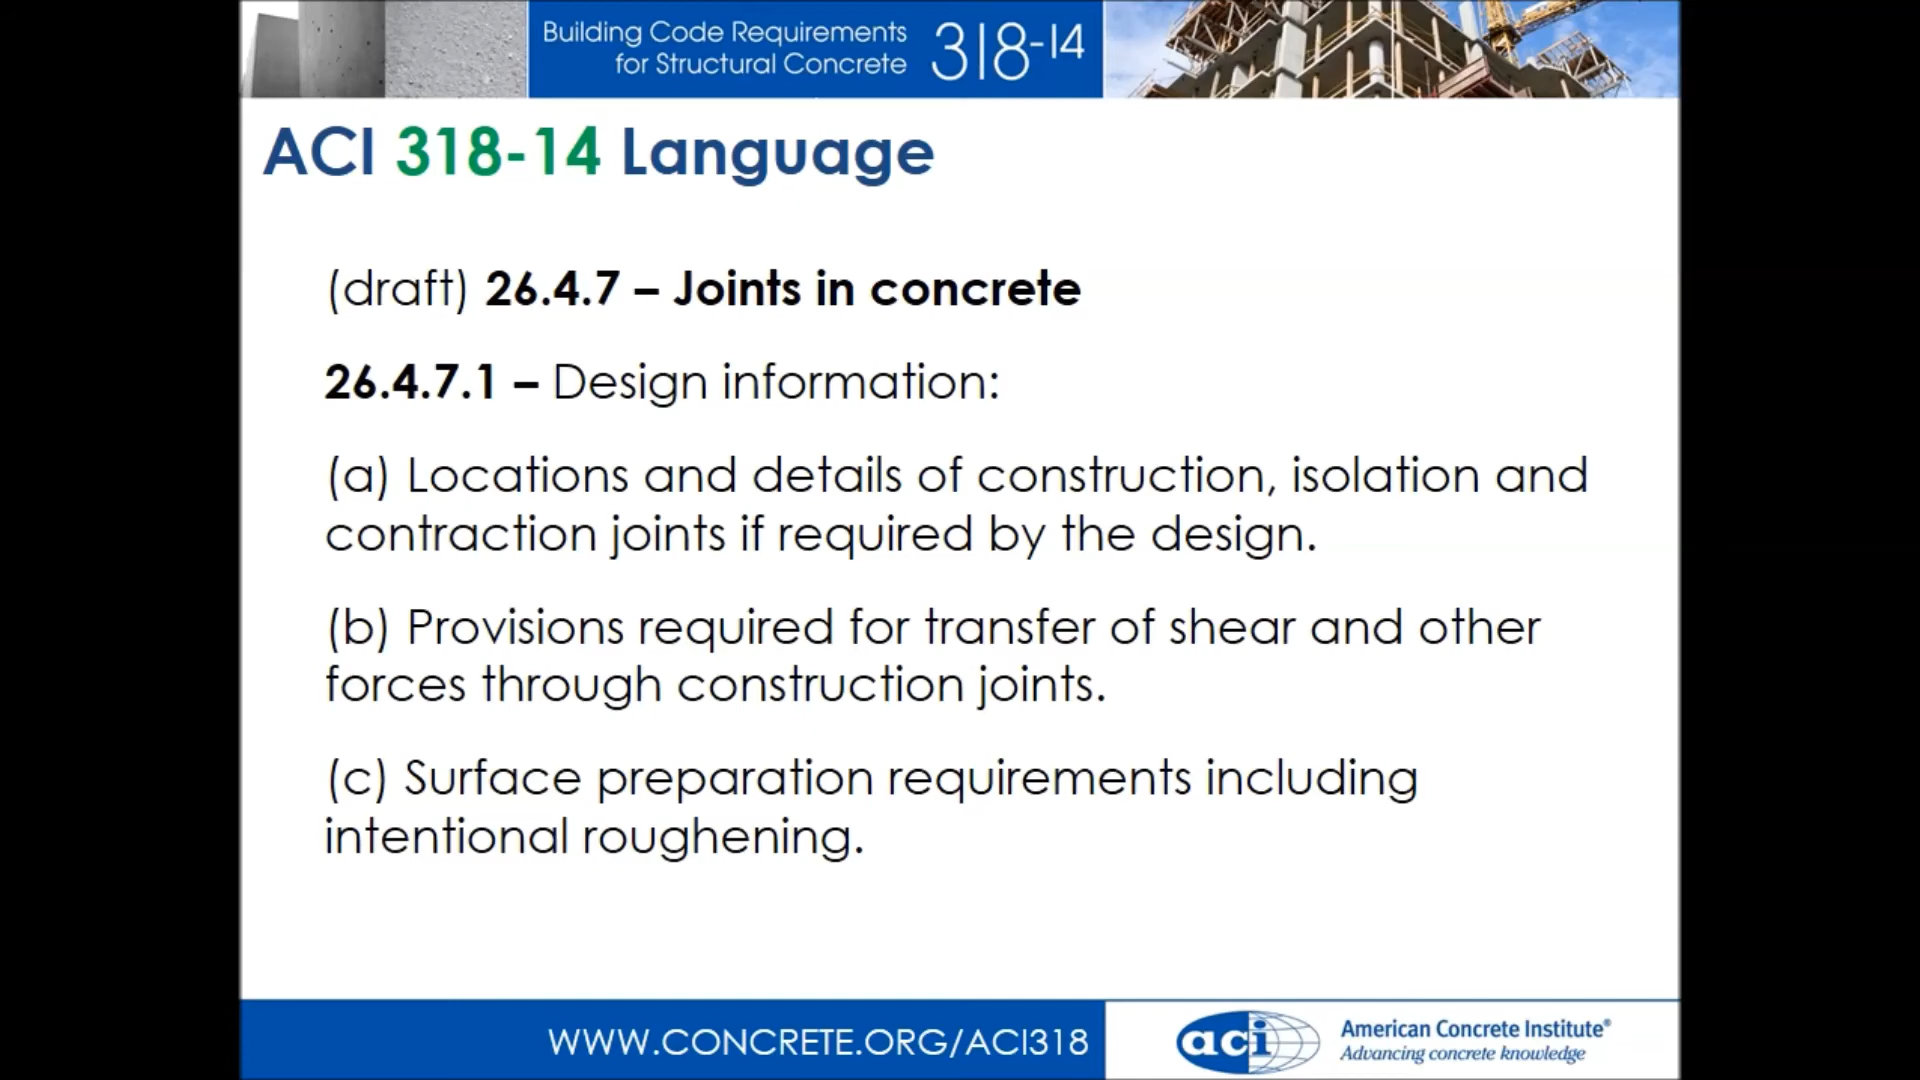 Building Code Requirements
for Structural Concrete 318-14
ACI 318-14 Language
(draft) 26.4.7 – Joints in concrete
26.4.7.1 – Design information:
(a) Locations and details of construction, isolation and
contraction joints if required by the design.
(b) Provisions required for transfer of shear and other
forces through construction joints.
(c) Surface preparation requirements including
intentional roughening.
WWW.CONCRETE.ORG/ACI318
aci
American Concrete Institute®
Advancing concrete knowledge